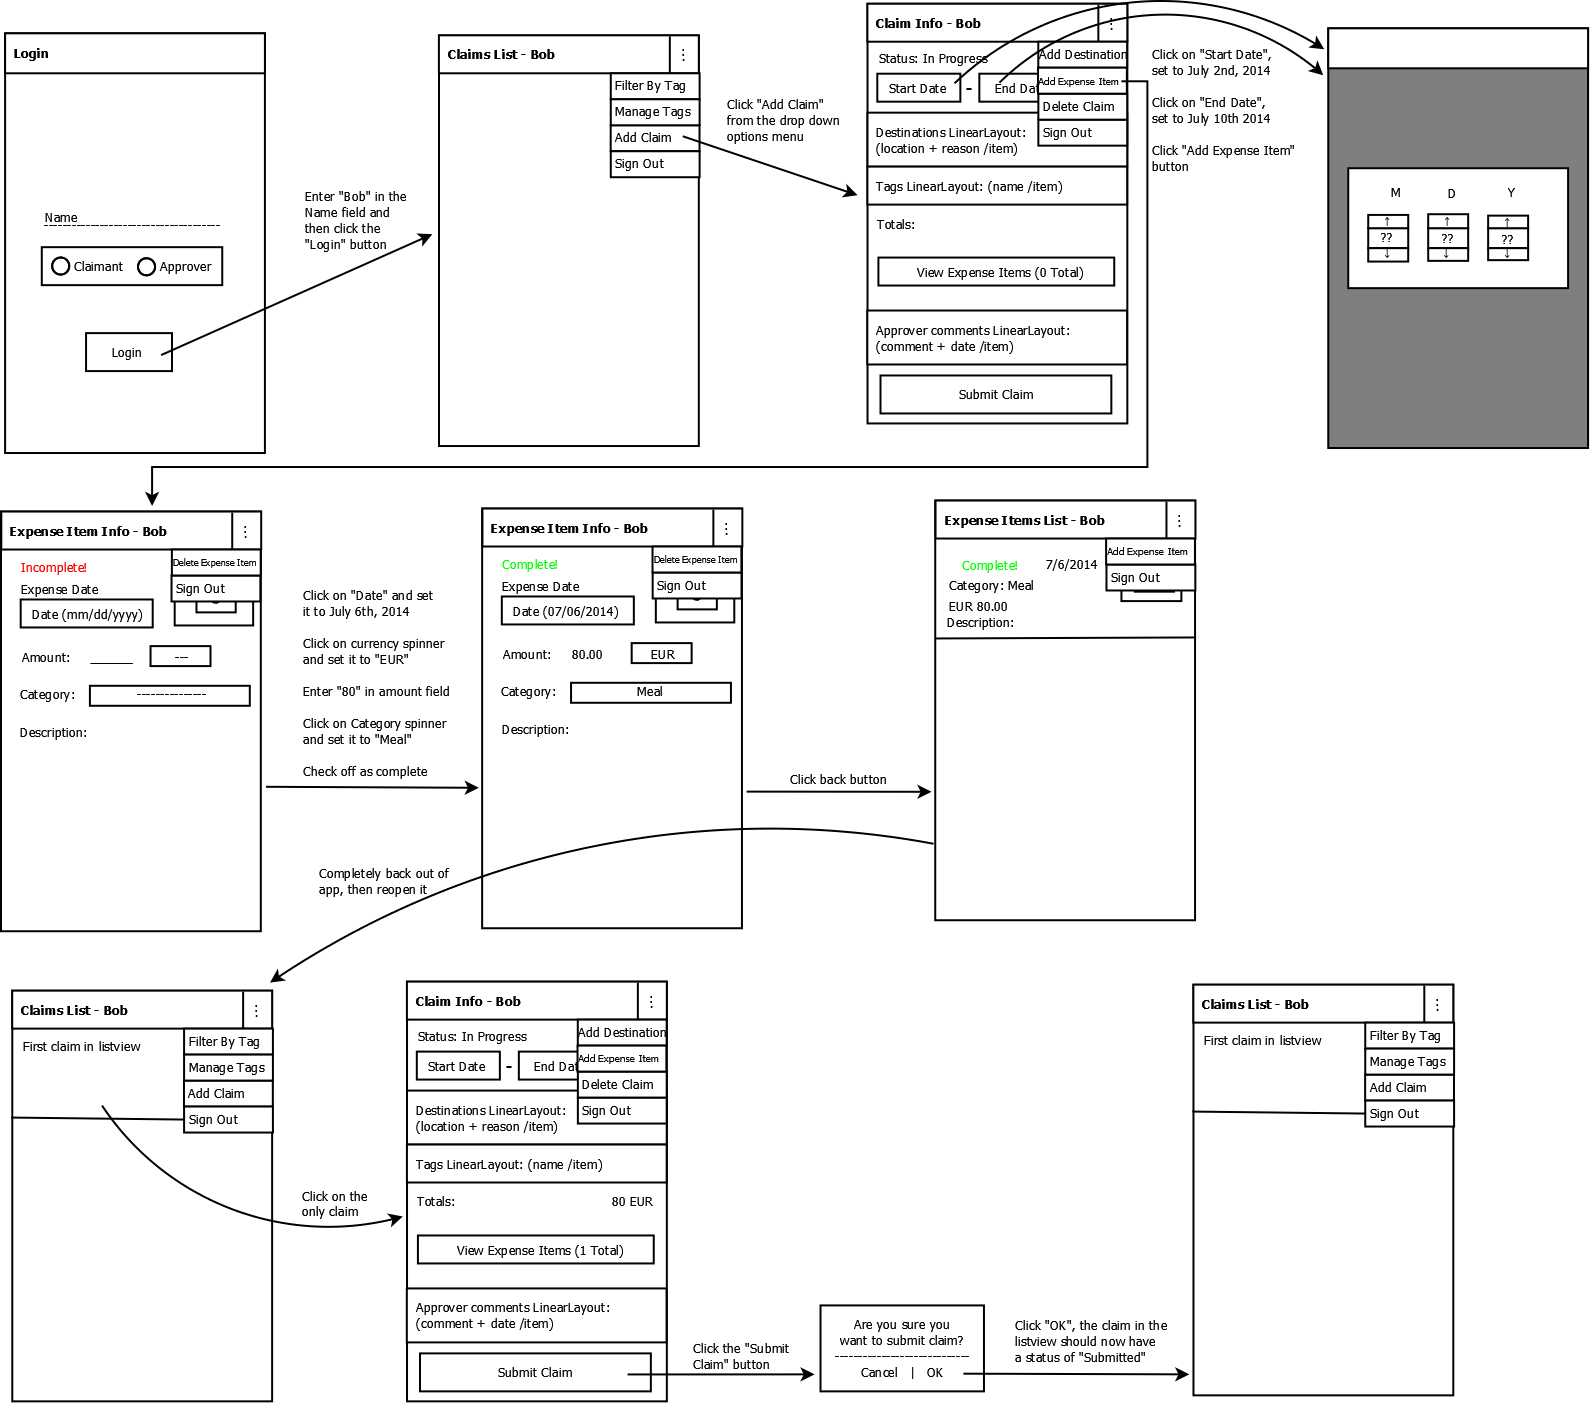 Login
Name
Claimant
Approver
Login
Enter "Bob" in the
Name field and
then click the
"Login" button
Claims List - Bob
⋮
Filter By Tag
Manage Tags
Add Claim
Sign Out
Click "Add Claim"
from the drop down
options menu
Claim Info - Bob
⋮
Status: In Progress
Add Destination
Add Expense Item
Delete Claim
Sign Out
Start Date
-
End Dat
Destinations LinearLayout:
(location + reason /item)
Tags LinearLayout: (name /item)
Totals:
View Expense Items (0 Total)
Approver comments LinearLayout:
(comment + date /item)
Submit Claim
Click on "Start Date",
set to July 2nd, 2014
Click on "End Date",
set to July 10th 2014
Click "Add Expense Item"
button
M D Y
↑ ↑ ↑
?? ?? ??
↓ ↓ ↓
Expense Item Info - Bob
⋮
Incomplete!
Delete Expense Item
Sign Out
Expense Date
Date (mm/dd/yyyy)
Amount: ______ ---
Category: ---------------
Description:
Click on "Date" and set
it to July 6th, 2014
Click on currency spinner
and set it to "EUR"
Enter "80" in amount field
Click on Category spinner
and set it to "Meal"
Check off as complete
Expense Item Info - Bob
⋮
Complete!
Delete Expense Item
Sign Out
Expense Date
Date (07/06/2014)
Amount: 80.00 EUR
Category: Meal
Description:
Click back button
Expense Items List - Bob
⋮
Add Expense Item
Sign Out
Complete! 7/6/2014
Category: Meal
EUR 80.00
Description:
Completely back out of
app, then reopen it
Claims List - Bob
⋮
First claim in listview
Filter By Tag
Manage Tags
Add Claim
Sign Out
Click on the
only claim
Claim Info - Bob
⋮
Status: In Progress
Add Destination
Add Expense Item
Delete Claim
Sign Out
Start Date
-
End Dat
Destinations LinearLayout:
(location + reason /item)
Tags LinearLayout: (name /item)
Totals: 80 EUR
View Expense Items (1 Total)
Approver comments LinearLayout:
(comment + date /item)
Submit Claim
Click the "Submit
Claim" button
Are you sure you
want to submit claim?
-----------------------------
Cancel | OK
Click "OK", the claim in the
listview should now have
a status of "Submitted"
Claims List - Bob
⋮
First claim in listview
Filter By Tag
Manage Tags
Add Claim
Sign Out